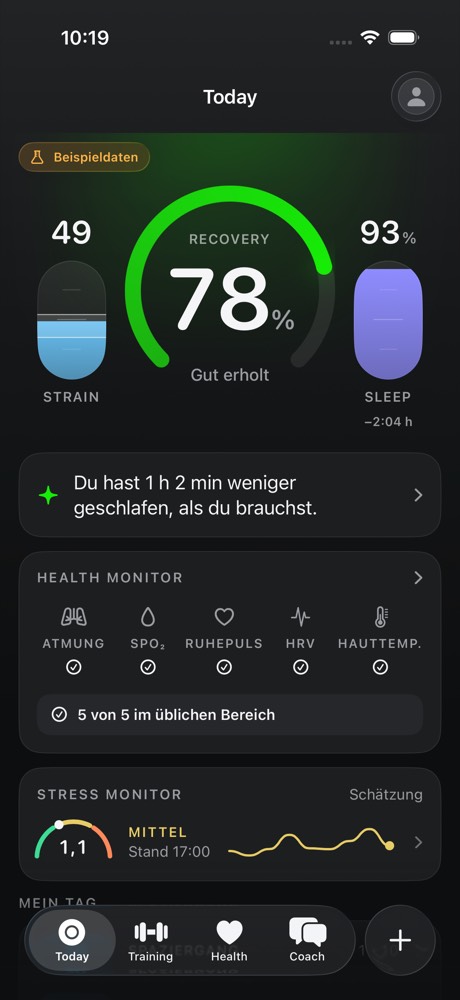 10:19
Today
Beispieldaten
49
STRAIN
RECOVERY
78%
Gut erholt
93%
SLEEP
−2:04 h
Du hast 1 h 2 min weniger
geschlafen, als du brauchst.
HEALTH MONITOR
ATMUNG SPO₂ RUHEPULS HRV HAUTTEMP.
5 von 5 im üblichen Bereich
STRESS MONITOR Schätzung
1,1
MITTEL
Stand 17:00
MEIN TAG
SPAZIERGANG
Today Training Health Coach